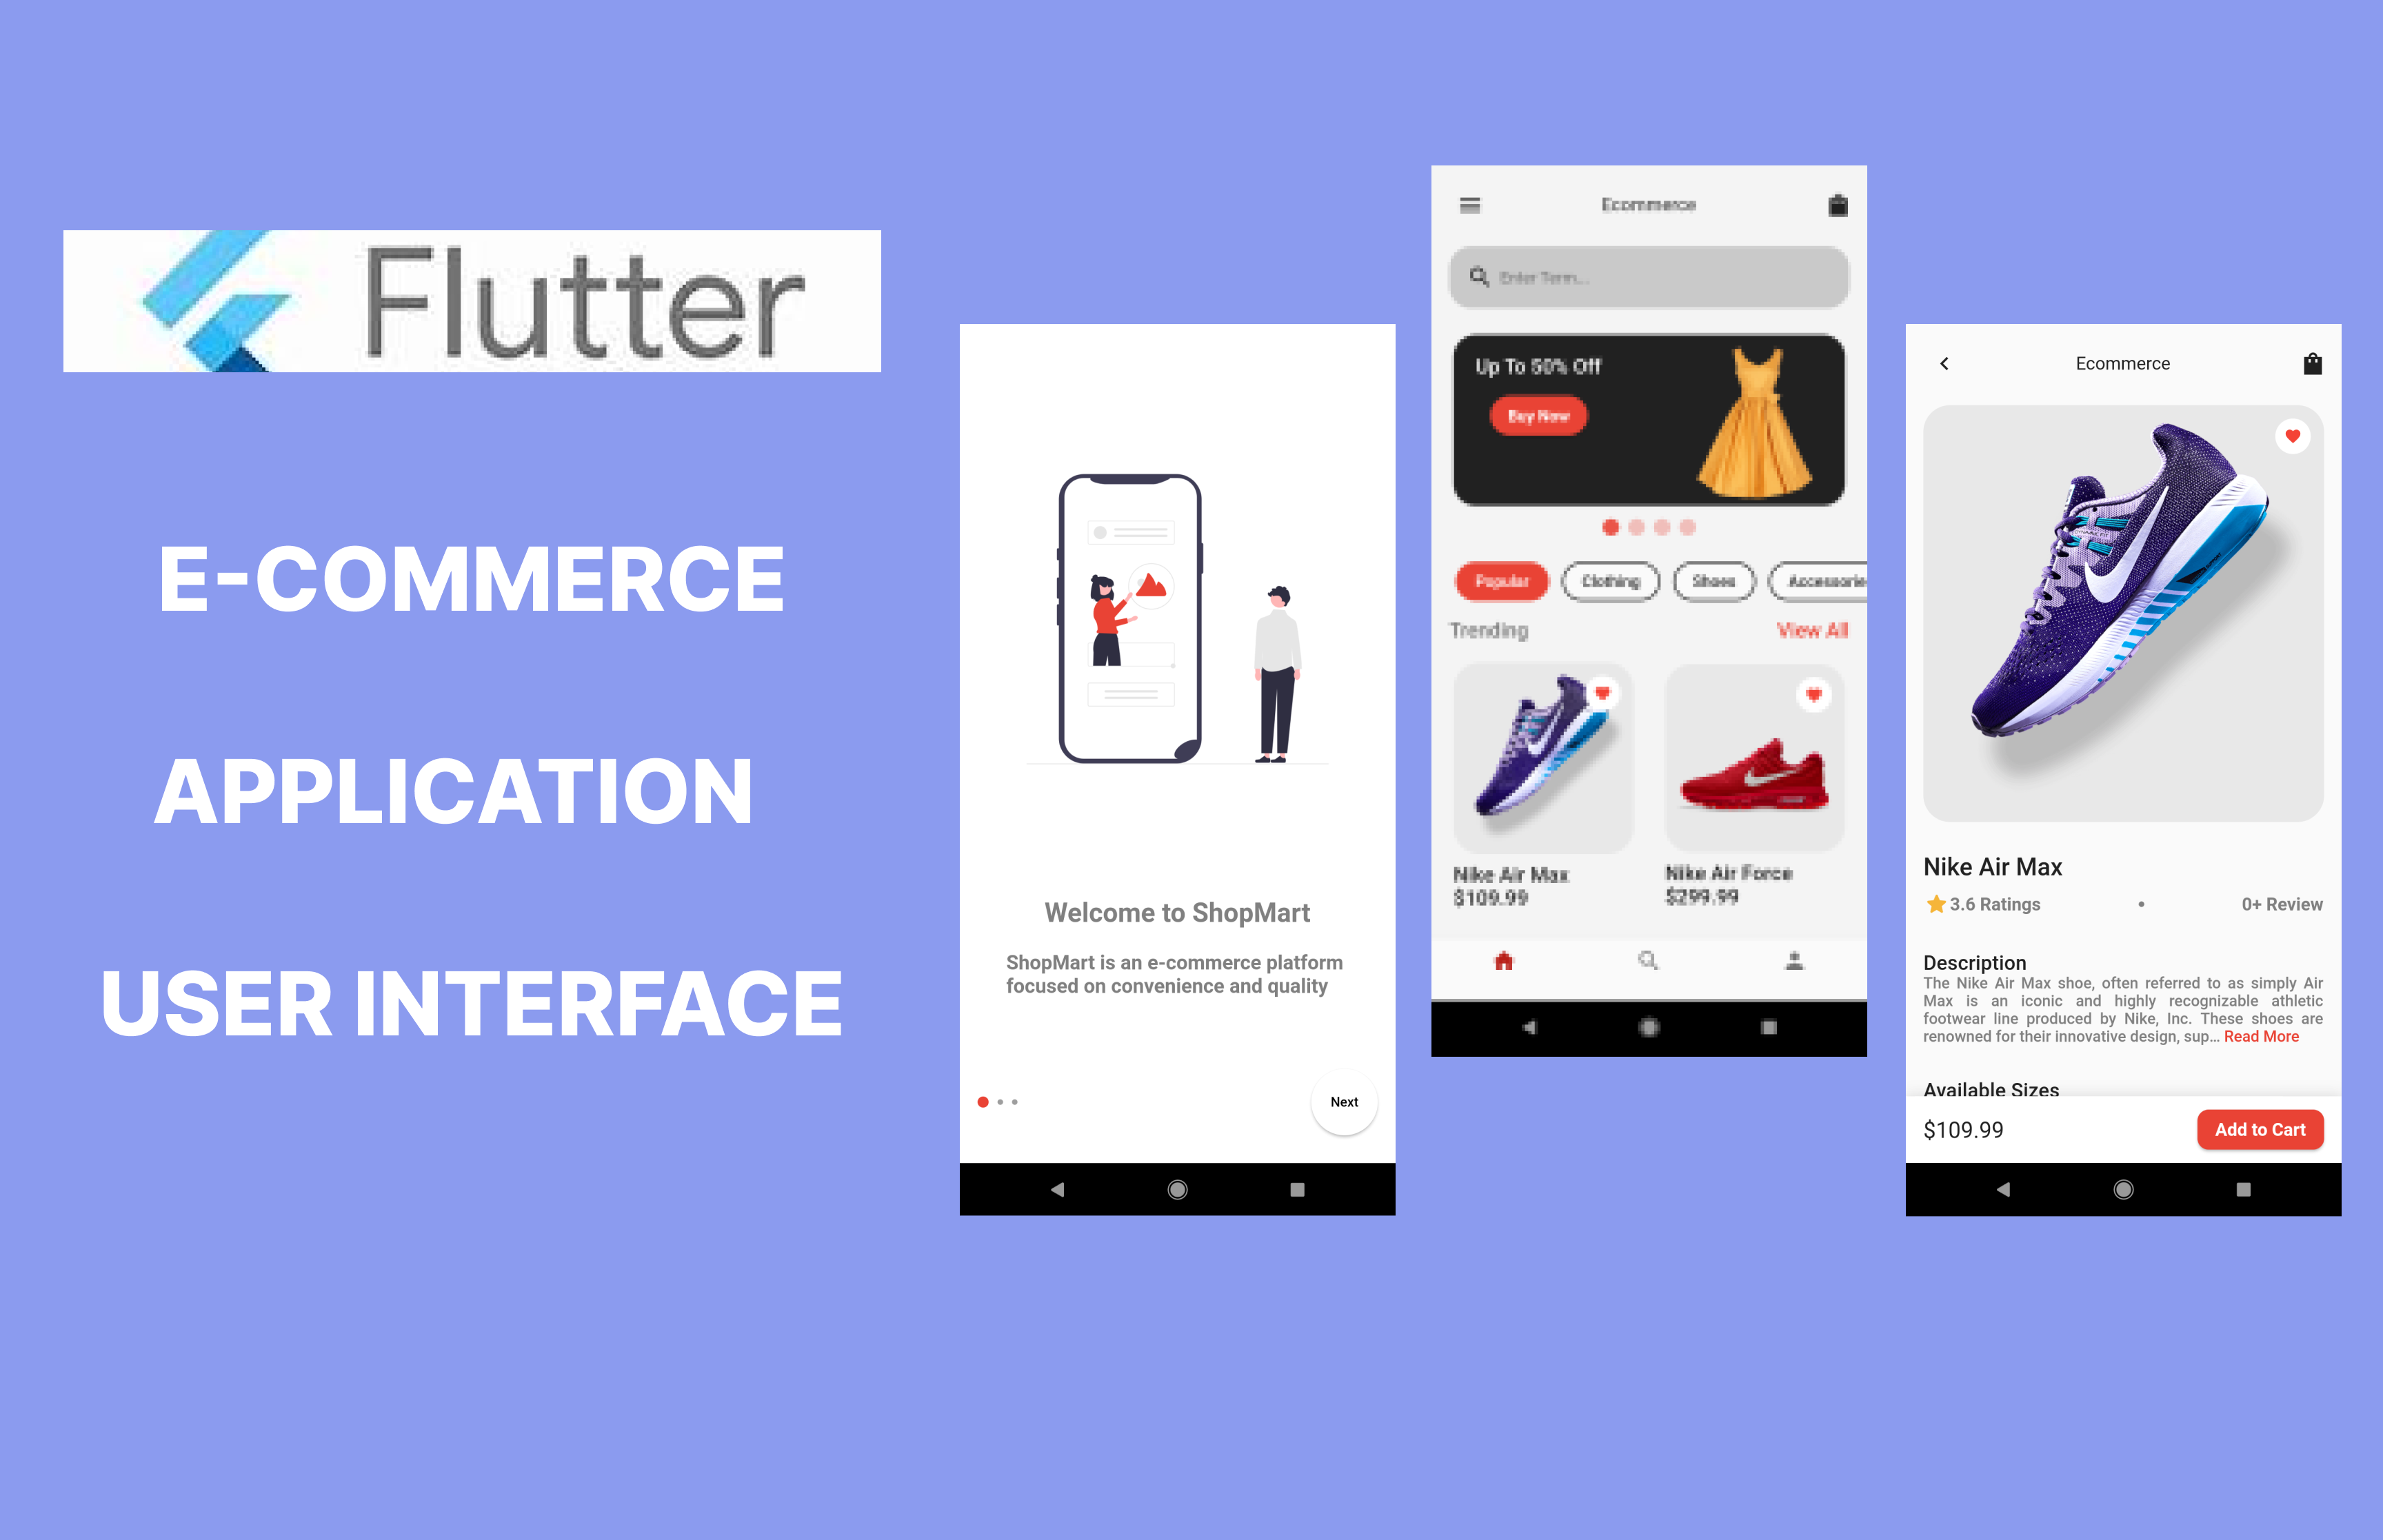 Flutter
E-COMMERCE
APPLICATION
USER INTERFACE
Welcome to ShopMart
ShopMart is an e-commerce platform
focused on convenience and quality
Next
Ecommerce
Enter Term...
Up To 50% Off
Buy Now
Popular
Clothing
Shoes
Accessorie
Trending
View All
Nike Air Max
$109.99
Nike Air Force
$299.99
Ecommerce
Nike Air Max
3.6 Ratings • 0+ Review
Description
The Nike Air Max shoe, often referred to as simply Air
Max is an iconic and highly recognizable athletic
footwear line produced by Nike, Inc. These shoes are
renowned for their innovative design, sup... Read More
Available Sizes
$109.99
Add to Cart